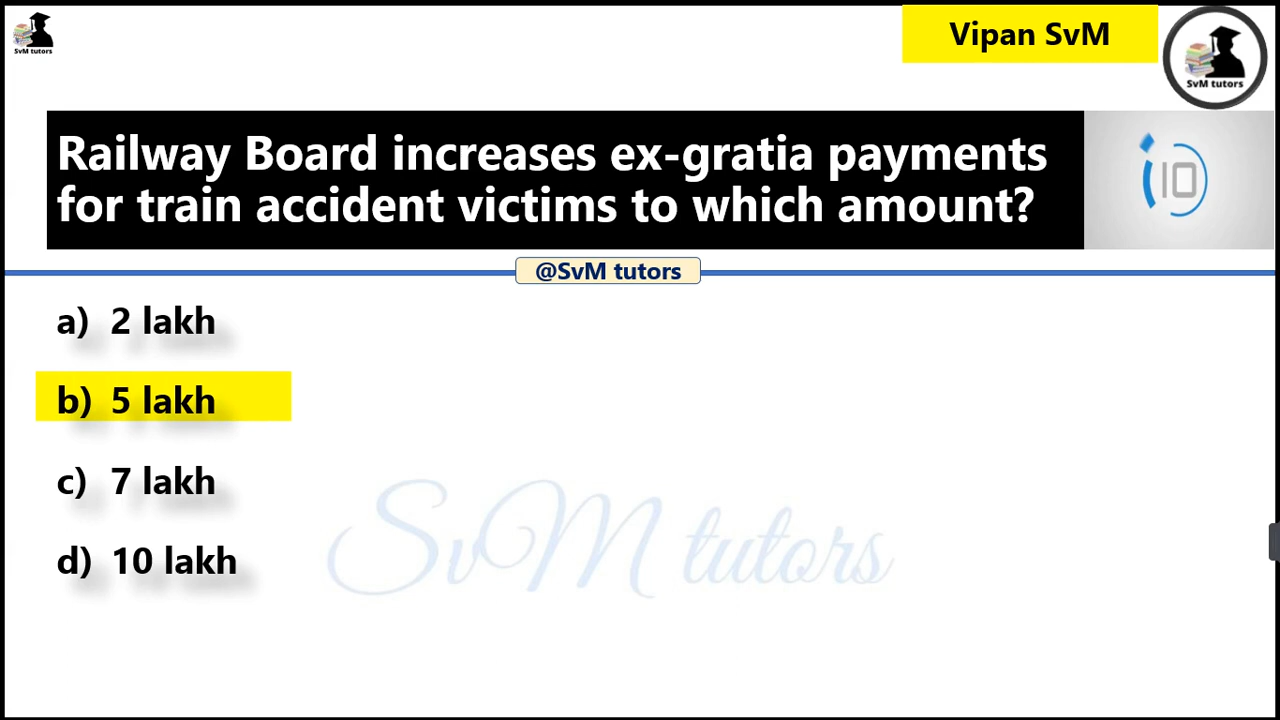 SvM tutors
Vipan SvM
SvM tutors
Railway Board increases ex-gratia payments
for train accident victims to which amount?
10
@SvM tutors
a) 2 lakh
b) 5 lakh
c) 7 lakh
d) 10 lakh
SvM tutors